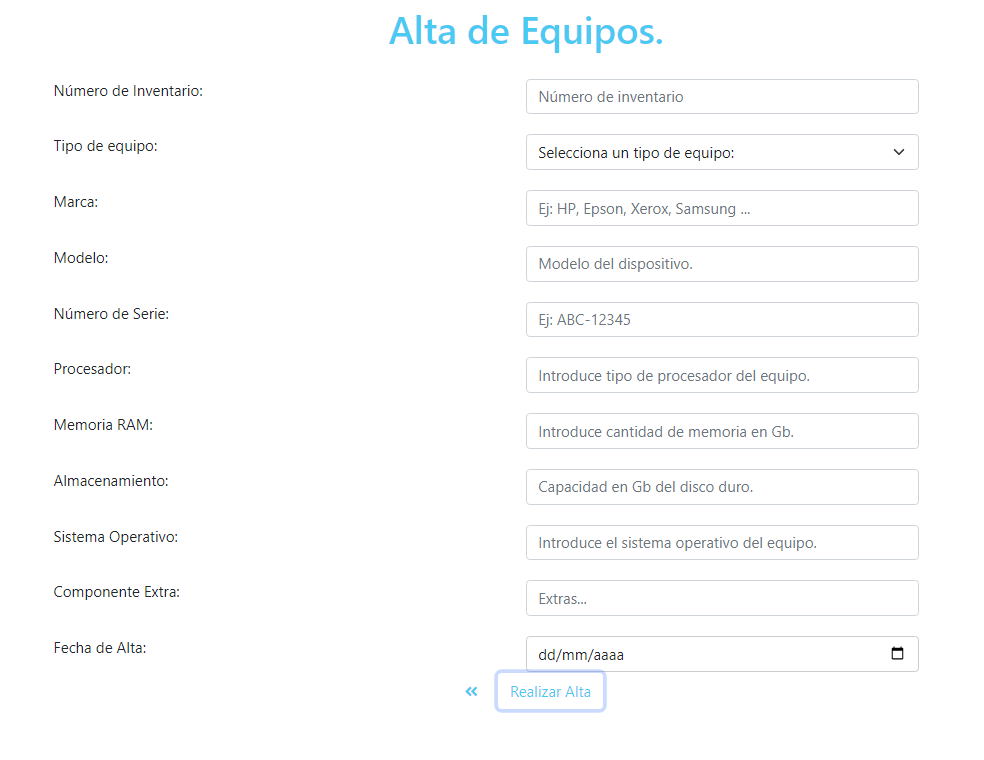 Alta de Equipos.
Número de Inventario:
Número de inventario
Tipo de equipo:
Selecciona un tipo de equipo:
Marca:
Ej: HP, Epson, Xerox, Samsung ...
Modelo:
Modelo del dispositivo.
Número de Serie:
Ej: ABC-12345
Procesador:
Introduce tipo de procesador del equipo.
Memoria RAM:
Introduce cantidad de memoria en Gb.
Almacenamiento:
Capacidad en Gb del disco duro.
Sistema Operativo:
Introduce el sistema operativo del equipo.
Componente Extra:
Extras...
Fecha de Alta:
dd/mm/aaaa
« Realizar Alta